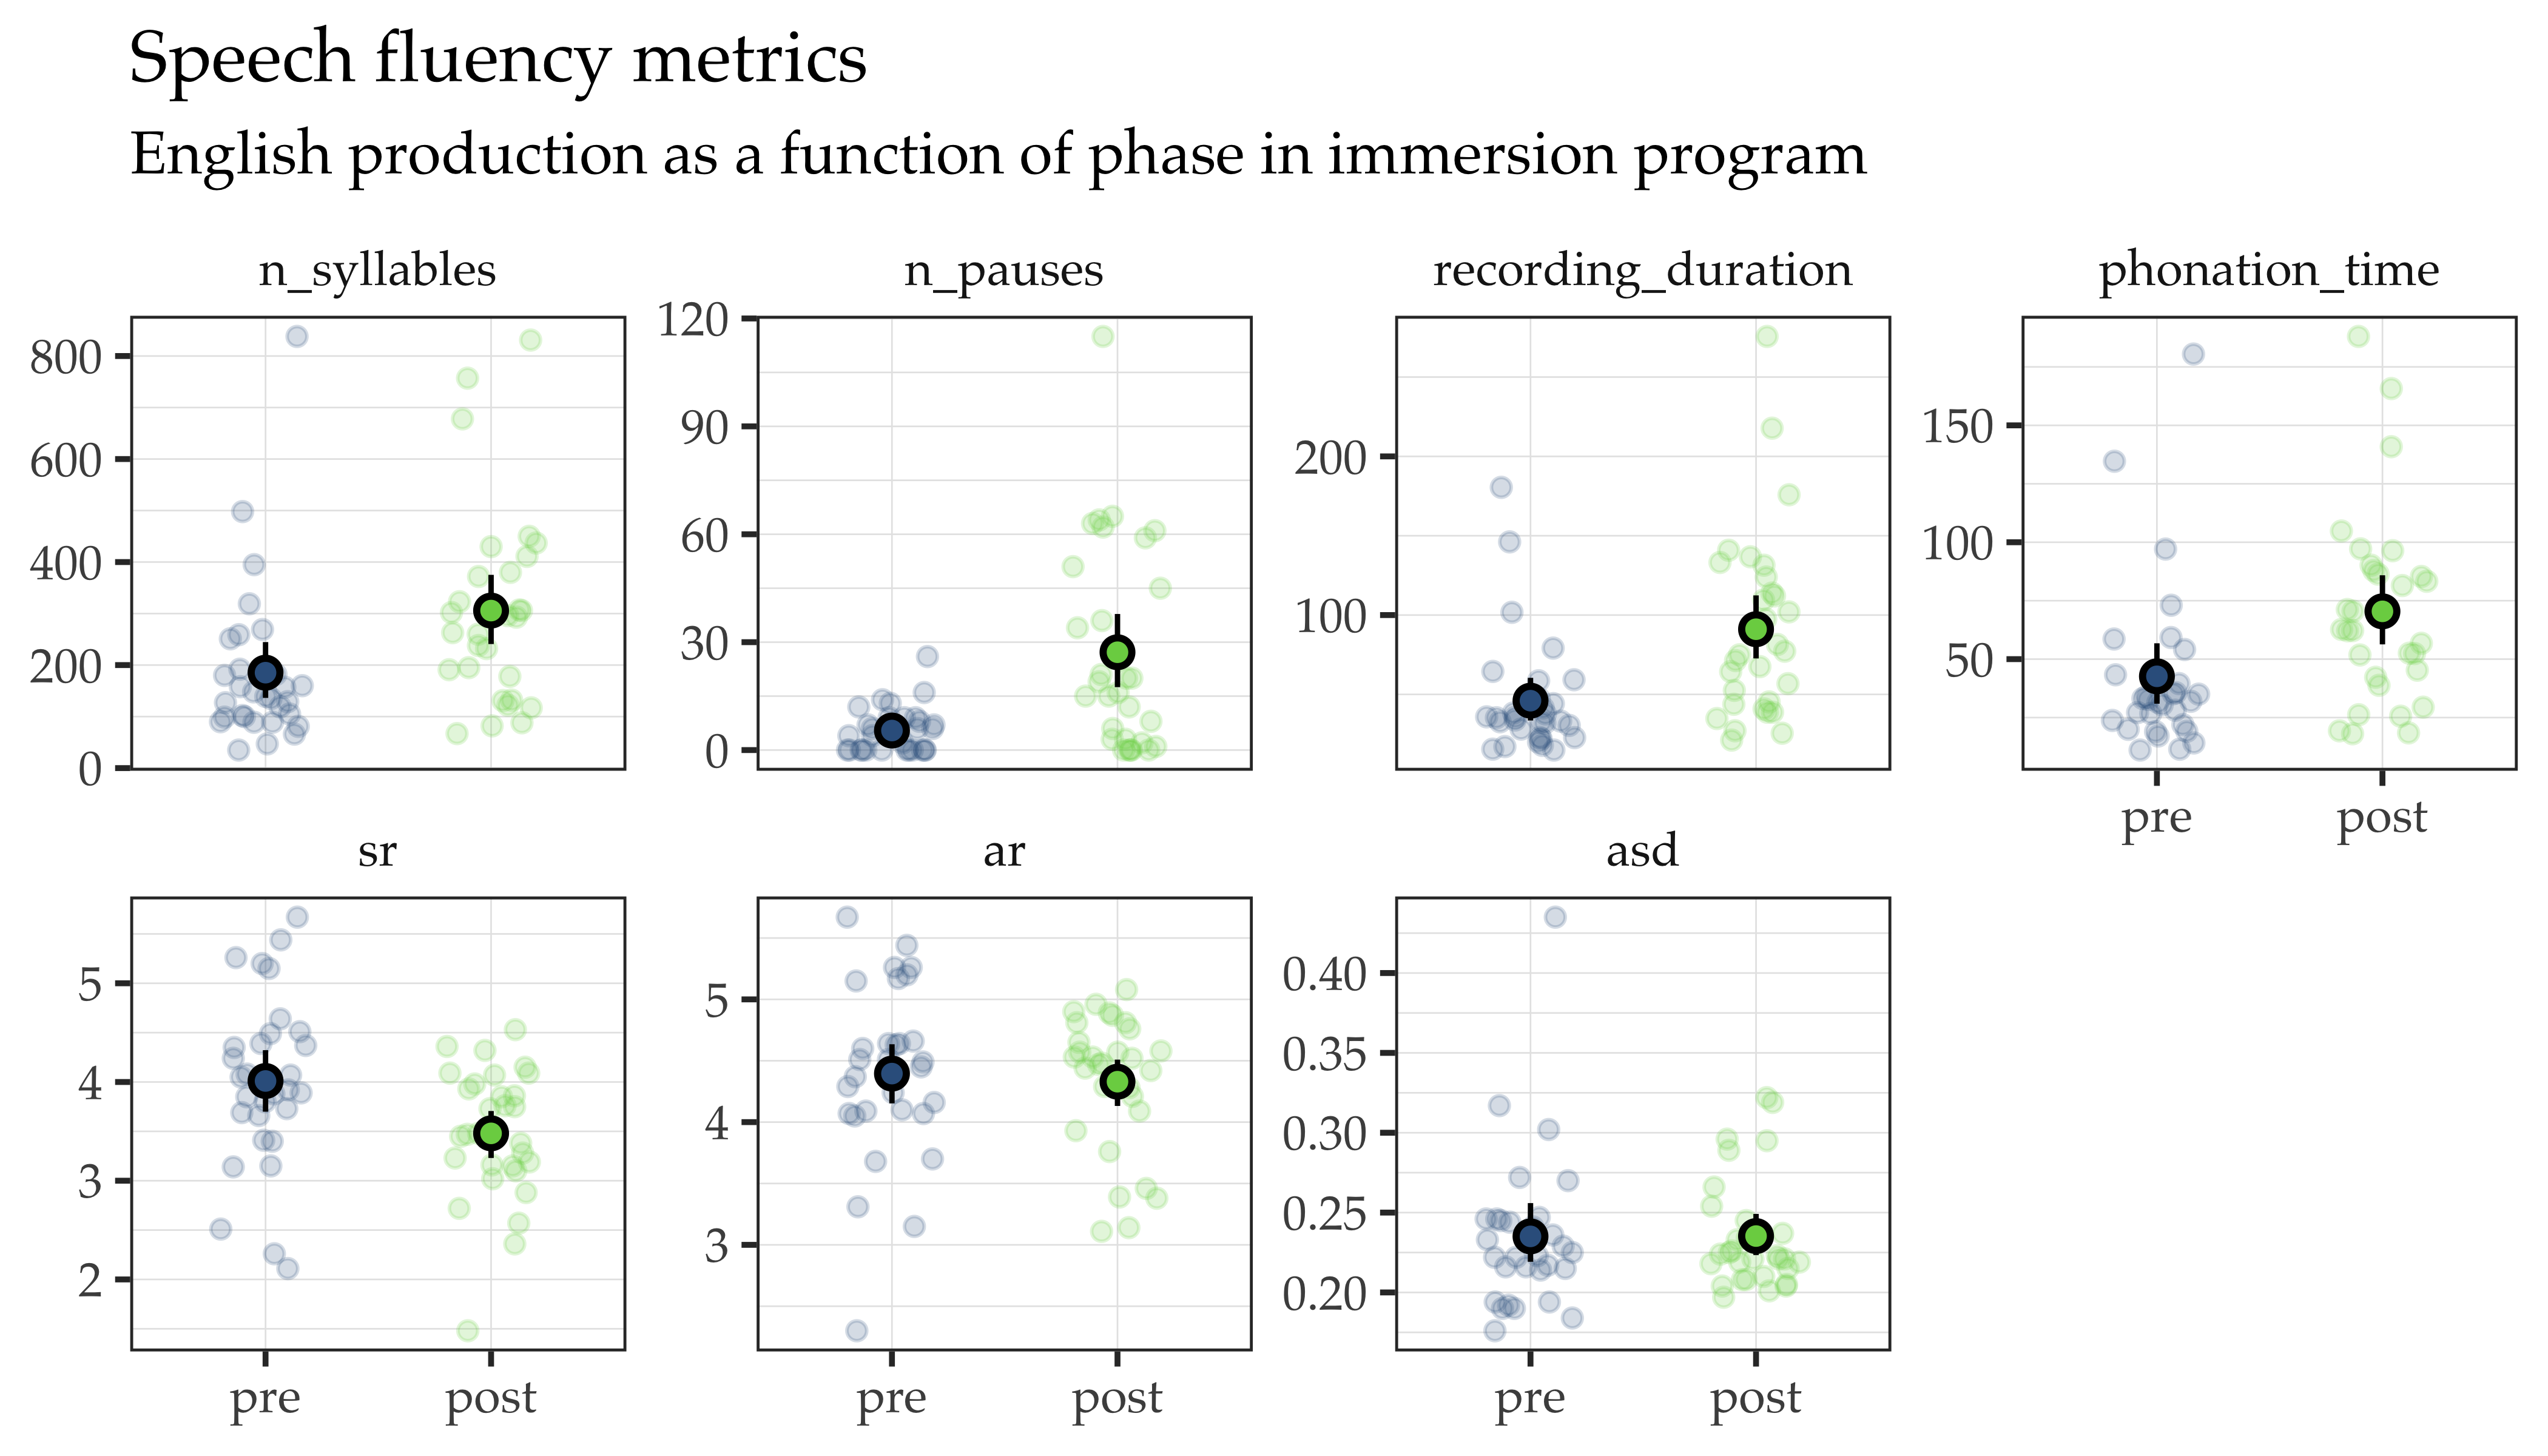 Speech fluency metrics
English production as a function of phase in immersion program
n_syllables
n_pauses
recording_duration
phonation_time
800
600
400
200
0
120
90
60
30
0
200
100
150
100
50
pre
post
sr
ar
asd
5
4
3
2
5
4
3
0.40
0.35
0.30
0.25
0.20
pre
post
pre
post
pre
post